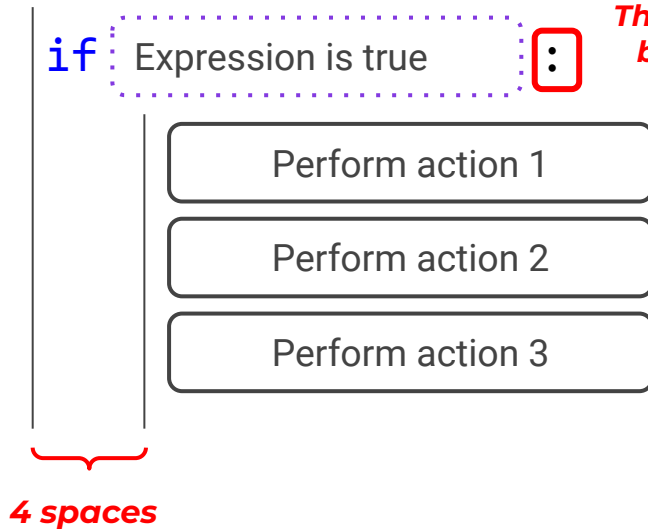 if Expression is true :
Perform action 1
Perform action 2
Perform action 3
4 spaces